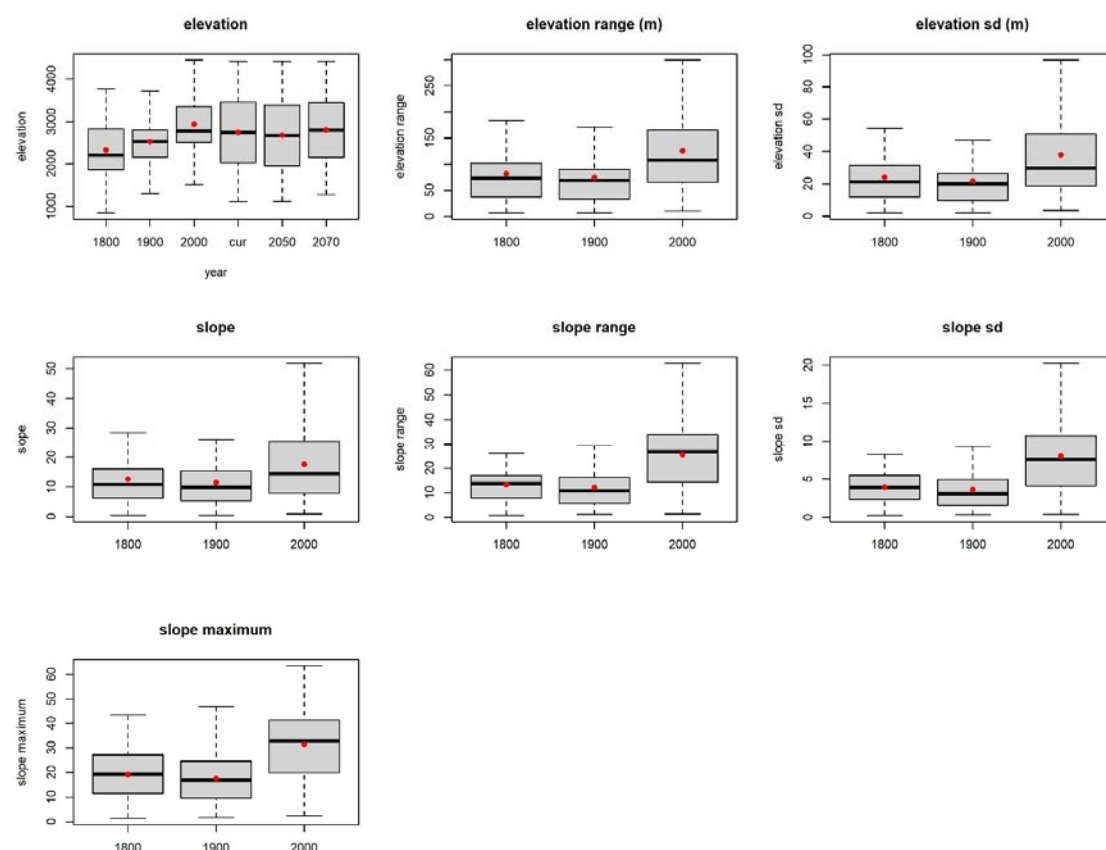 elevation
elevation range (m)
elevation sd (m)
elevation
1000 2000 3000 4000
1800 1900 2000 cur 2050 2070
year
elevation range
0 50 150 250
1800 1900 2000
elevation sd
0 20 40 60 80 100
1800 1900 2000
slope
slope range
slope sd
slope
0 10 20 30 40 50
1800 1900 2000
slope range
0 10 20 30 40 50 60
1800 1900 2000
slope sd
0 5 10 15 20
1800 1900 2000
slope maximum
slope maximum
0 10 20 30 40 50 60
1800 1900 2000